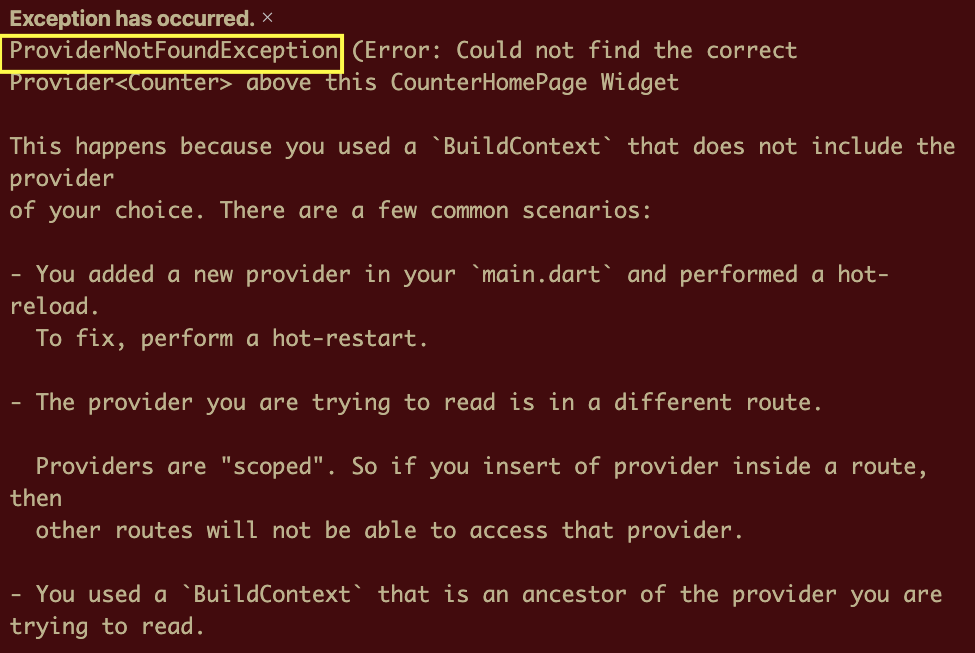 Exception has occurred. ×
ProviderNotFoundException (Error: Could not find the correct
Provider<Counter> above this CounterHomePage Widget
This happens because you used a `BuildContext` that does not include the
provider
of your choice. There are a few common scenarios:
- You added a new provider in your `main.dart` and performed a hot-
reload.
To fix, perform a hot-restart.
- The provider you are trying to read is in a different route.
Providers are "scoped". So if you insert of provider inside a route,
then
other routes will not be able to access that provider.
- You used a `BuildContext` that is an ancestor of the provider you are
trying to read.